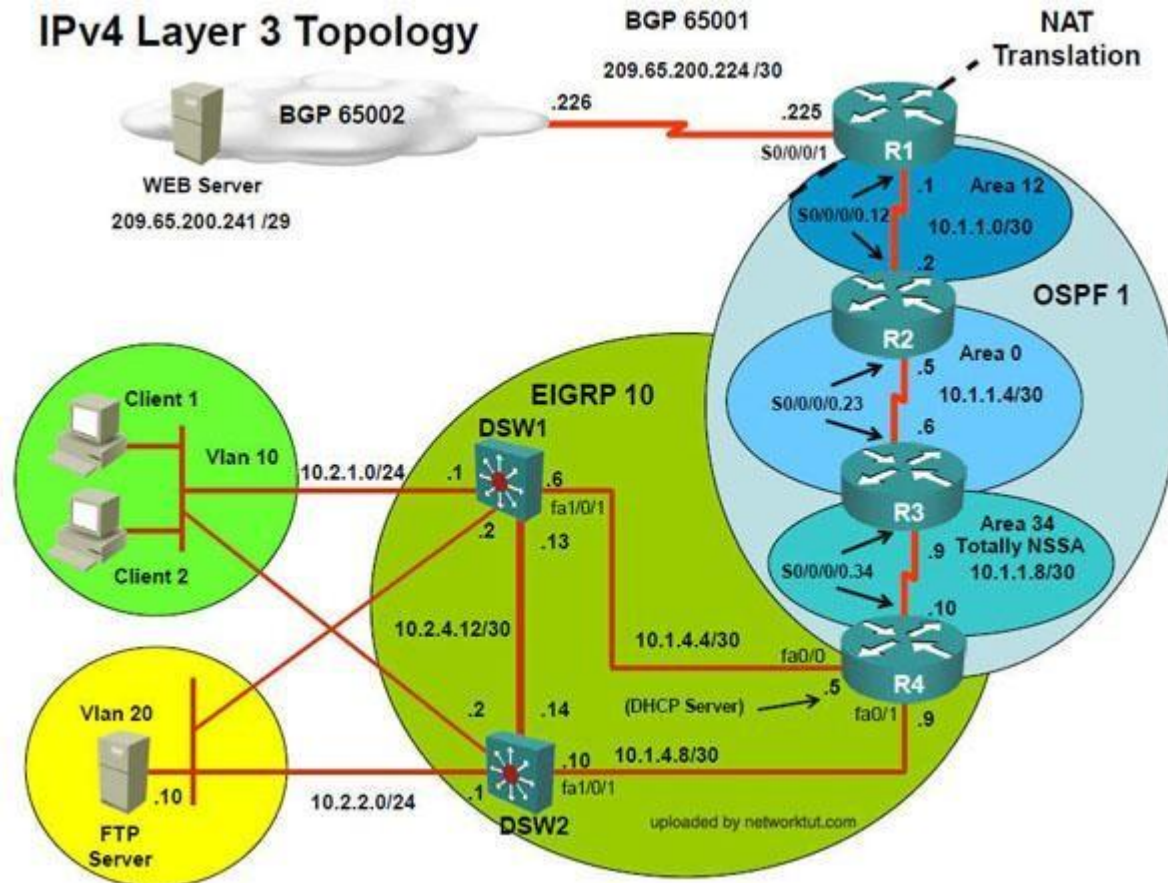 IPv4 Layer 3 Topology
BGP 65001
NAT
Translation
209.65.200.224 /30
.226
BGP 65002
.225
S0/0/0/1
R1
WEB Server
209.65.200.241 /29
.1
Area 12
S0/0/0/0.12
10.1.1.0/30
.2
OSPF 1
R2
Area 0
.5
10.1.1.4/30
S0/0/0/0.23
.6
R3
Area 34
Totally NSSA
.9
10.1.1.8/30
S0/0/0/0.34
.10
R4
EIGRP 10
Client 1
DSW1
Vlan 10
10.2.1.0/24
.1
.6
fa1/0/1
Client 2
.2
.13
10.2.4.12/30
10.1.4.4/30
fa0/0
.5
(DHCP Server)
fa0/1
.9
Vlan 20
.2
.14
.10
10.1.4.8/30
.10
fa1/0/1
10.2.2.0/24
.1
FTP
Server
DSW2
uploaded by networktut.com